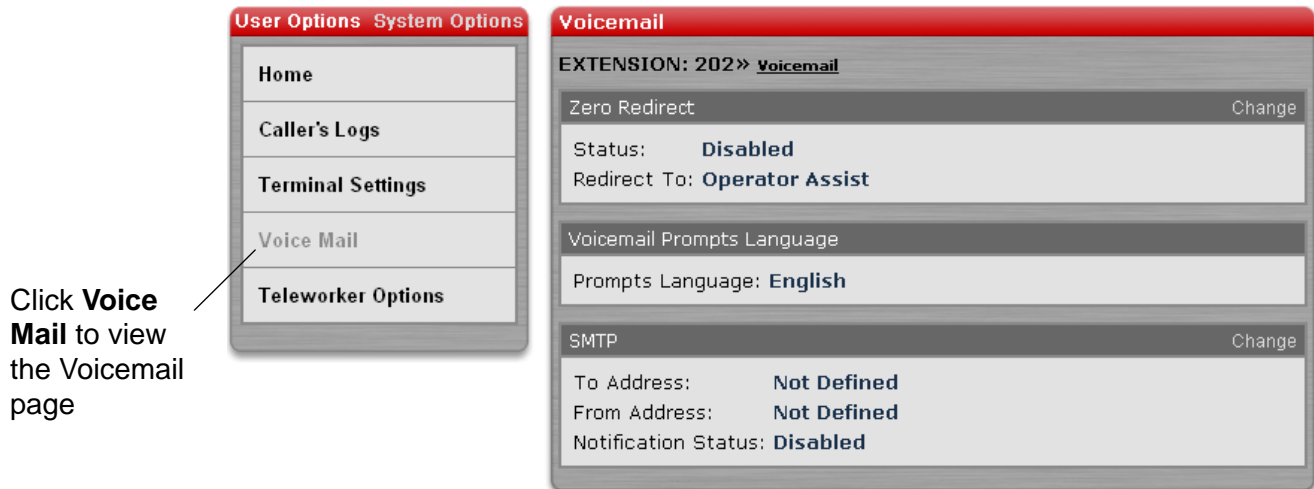 User Options System Options
Home
Caller's Logs
Terminal Settings
Voice Mail
Teleworker Options
Click Voice
Mail to view
the Voicemail
page
Voicemail
EXTENSION: 202» Voicemail
Zero Redirect Change
Status: Disabled
Redirect To: Operator Assist
Voicemail Prompts Language
Prompts Language: English
SMTP Change
To Address: Not Defined
From Address: Not Defined
Notification Status: Disabled